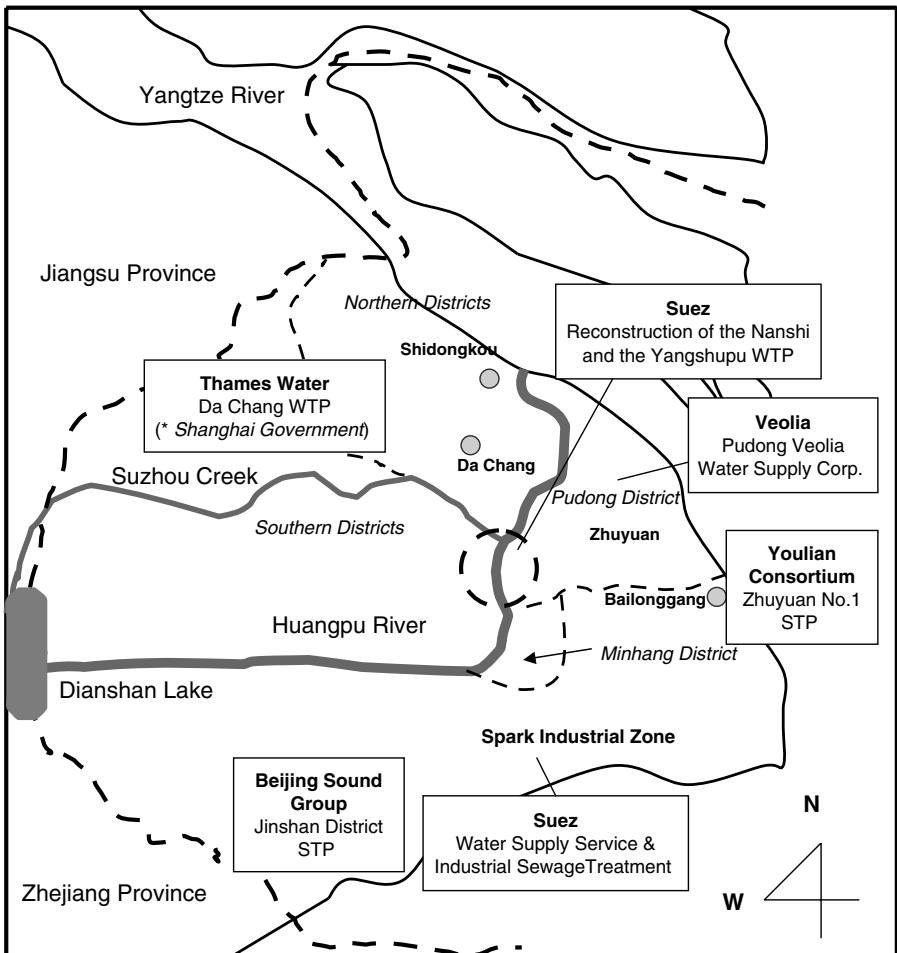 Yangtze River
Jiangsu Province
Northern Districts
Suez
Reconstruction of the Nanshi
and the Yangshupu WTP
Shidongkou
Thames Water
Da Chang WTP
(* Shanghai Government)
Veolia
Pudong Veolia
Water Supply Corp.
Da Chang
Suzhou Creek
Pudong District
Southern Districts
Zhuyuan
Youlian
Consortium
Zhuyuan No.1
STP
Bailonggang
Huangpu River
Minhang District
Dianshan Lake
Spark Industrial Zone
Beijing Sound
Group
Jinshan District
STP
Suez
Water Supply Service &
Industrial SewageTreatment
N
W
Zhejiang Province